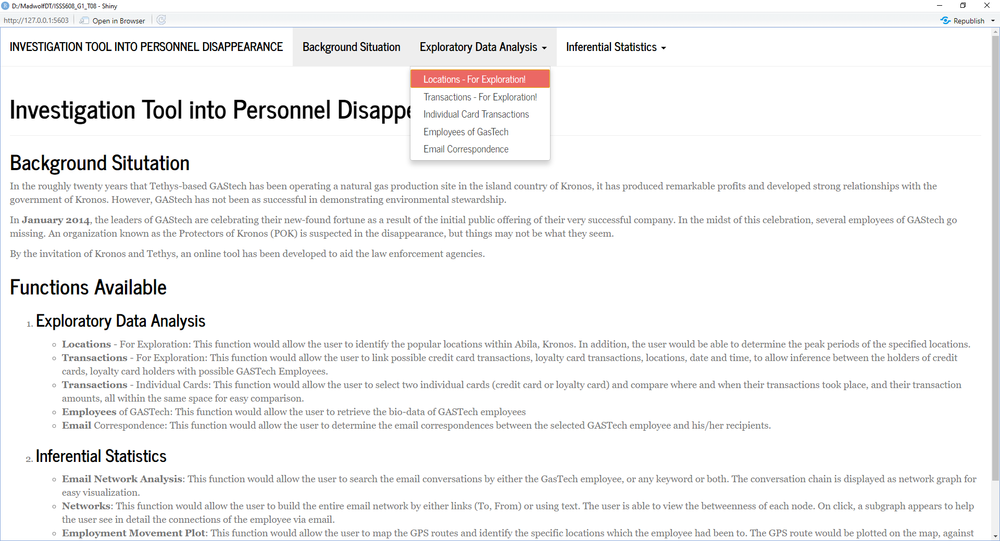 D:/MadwolfDT/ISSS608_G1_T08 - Shiny
http://127.0.0.1:5603 Open in Browser Republish
INVESTIGATION TOOL INTO PERSONNEL DISAPPEARANCE Background Situation Exploratory Data Analysis Inferential Statistics
Locations - For Exploration!
Transactions - For Exploration!
Individual Card Transactions
Employees of GasTech
Email Correspondence
Investigation Tool into Personnel Disappe
Background Situtation
In the roughly twenty years that Tethys-based GAStech has been operating a natural gas production site in the island country of Kronos, it has produced remarkable profits and developed strong relationships with the
government of Kronos. However, GAStech has not been as successful in demonstrating environmental stewardship.
In January 2014, the leaders of GAStech are celebrating their new-found fortune as a result of the initial public offering of their very successful company. In the midst of this celebration, several employees of GAStech go
missing. An organization known as the Protectors of Kronos (POK) is suspected in the disappearance, but things may not be what they seem.
By the invitation of Kronos and Tethys, an online tool has been developed to aid the law enforcement agencies.
Functions Available
1. Exploratory Data Analysis
Locations - For Exploration: This function would allow the user to identify the popular locations within Abila, Kronos. In addition, the user would be able to determine the peak periods of the specified locations.
Transactions - For Exploration: This function would allow the user to link possible credit card transactions, loyalty card transactions, locations, date and time, to allow inference between the holders of credit
cards, loyalty card holders with possible GASTech Employees.
Transactions - Individual Cards: This function would allow the user to select two individual cards (credit card or loyalty card) and compare where and when their transactions took place, and their transaction
amounts, all within the same space for easy comparison.
Employees of GASTech: This function would allow the user to retrieve the bio-data of GASTech employees
Email Correspondence: This function would allow the user to determine the email correspondences between the selected GASTech employee and his/her recipients.
2. Inferential Statistics
Email Network Analysis: This function would allow the user to search the email conversations by either the GasTech employee, or any keyword or both. The conversation chain is displayed as network graph for
easy visualization.
Networks: This function would allow the user to build the entire email network by either links (To, From) or using text. The user is able to view the betweenness of each node. On click, a subgraph appears to help
the user see in detail the connections of the employee via email.
Employment Movement Plot: This function would allow the user to map the GPS routes and identify the specific locations which the employee had been to. The GPS route would be plotted on the map, against